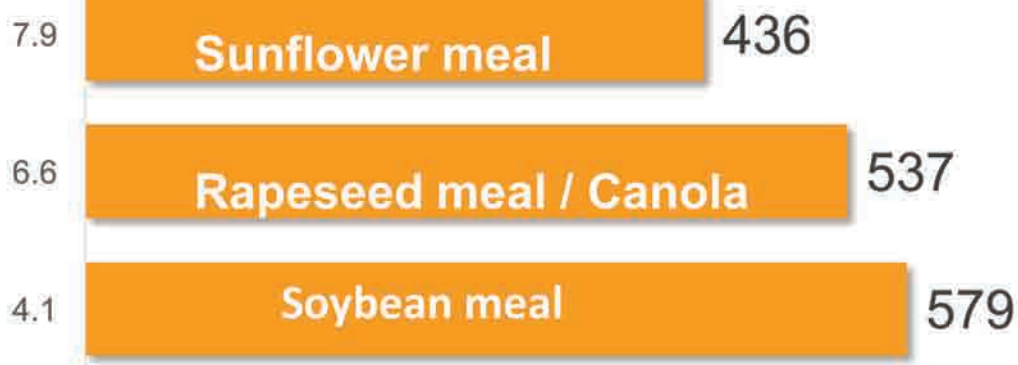 7.9 Sunflower meal 436
6.6 Rapeseed meal / Canola 537
4.1 Soybean meal 579